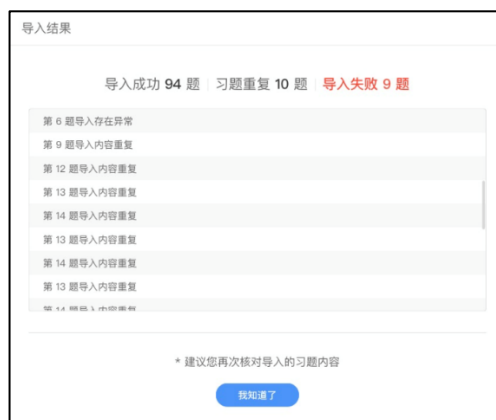 导入结果
导入成功 94 题 习题重复 10 题 导入失败 9 题
第 6 题导入存在异常
第 9 题导入内容重复
第 12 题导入内容重复
第 13 题导入内容重复
第 14 题导入内容重复
第 13 题导入内容重复
第 14 题导入内容重复
第 13 题导入内容重复
第 14 题导入内容重复
* 建议您再次核对导入的习题内容
我知道了